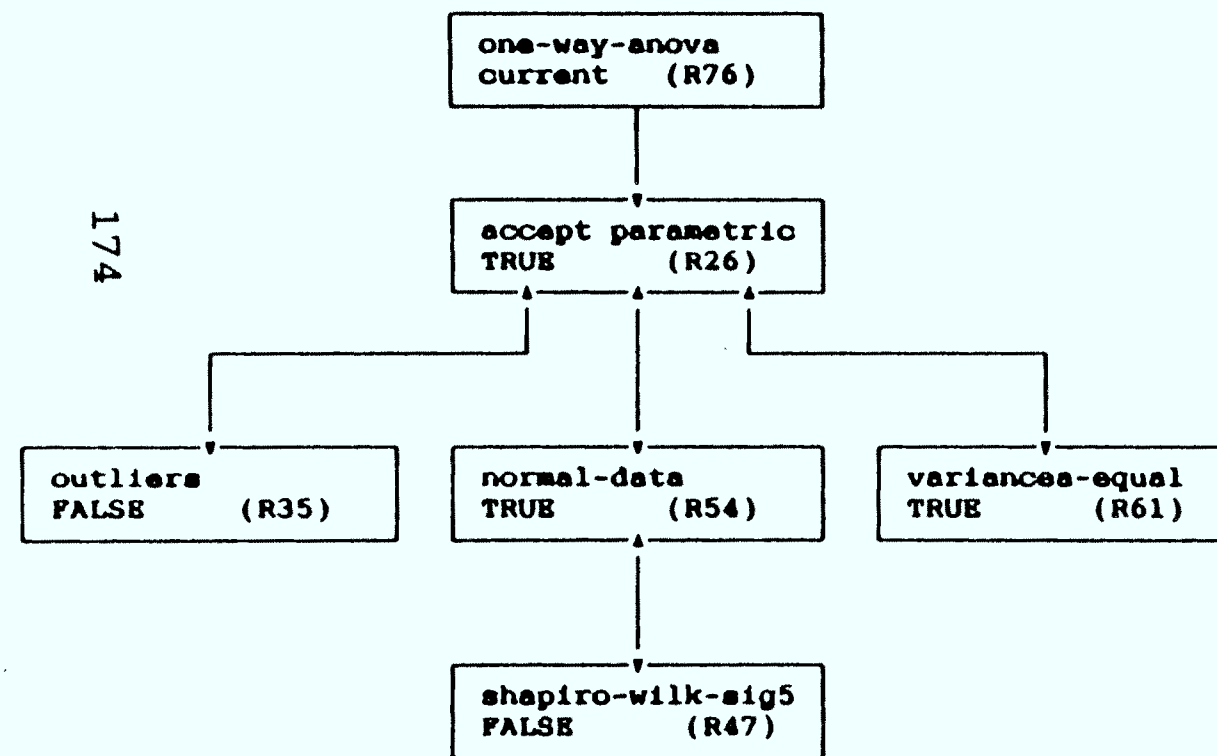 one-way-anova
current (R76)
174
accept parametric
TRUE (R26)
outliers
FALSE (R35)
normal-data
TRUE (R54)
variances-equal
TRUE (R61)
shapiro-wilk-sig5
FALSE (R47)